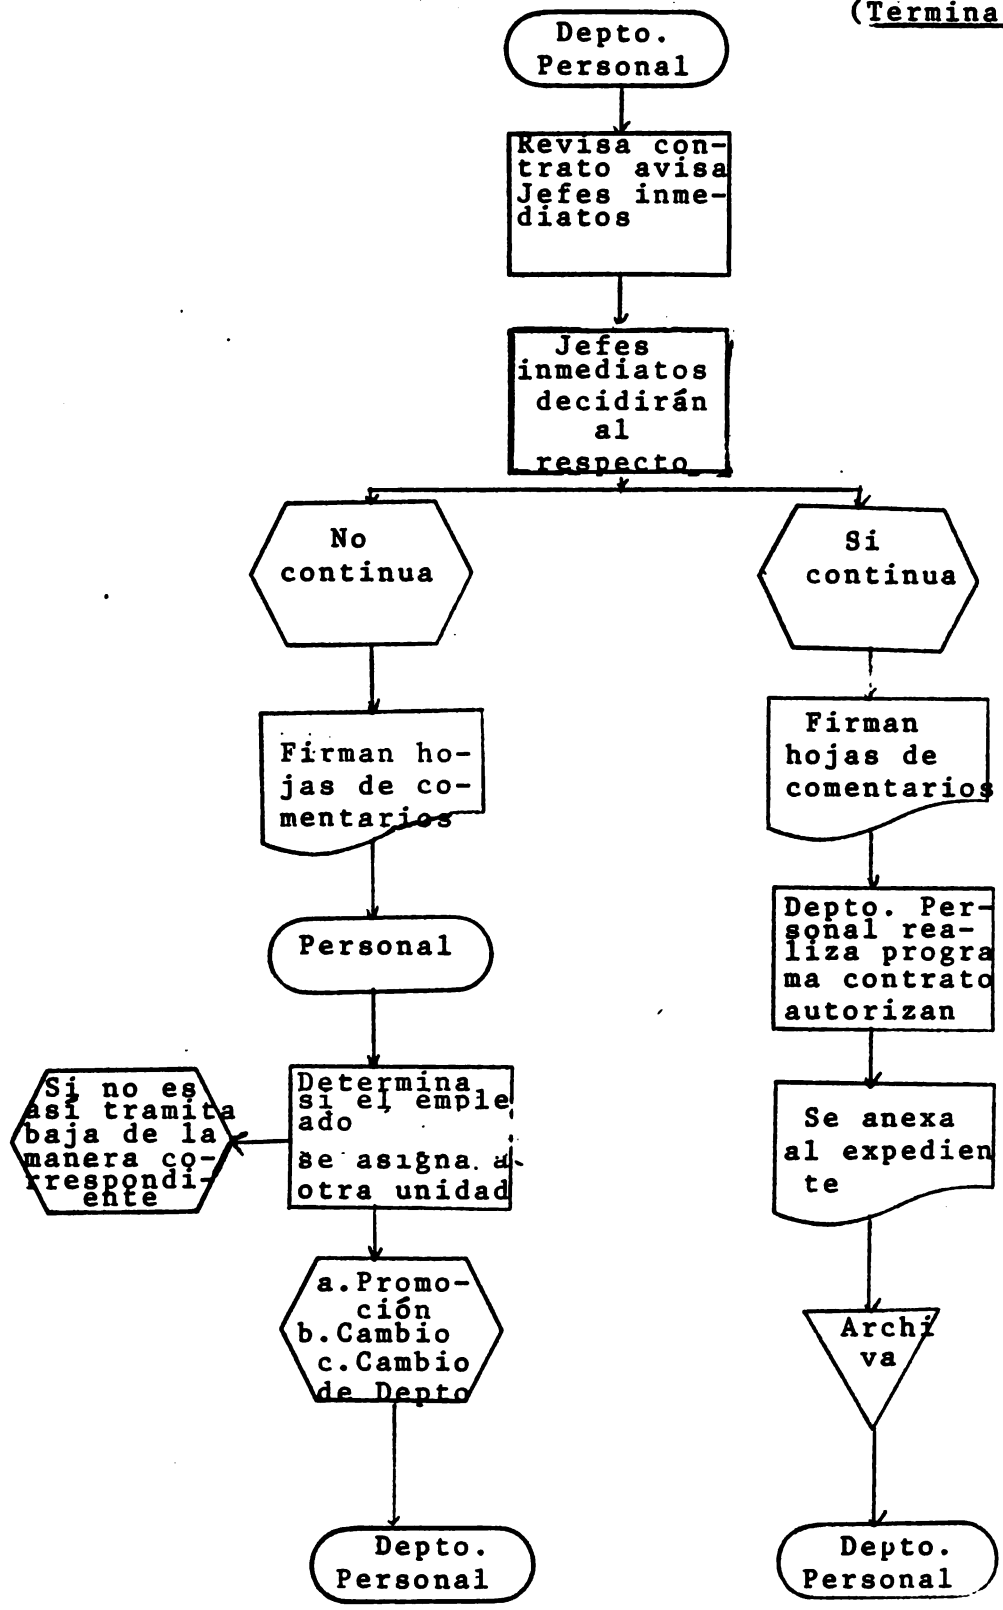 (Termina
Depto.
Personal
Revisa con-
trato avisa
Jefes inme-
diatos
Jefes
inmediatos
decidirán
al
respecto
No
continua
Firman ho-
jas de co-
mentarios
Personal
Determina
si el emple
ado
se asigna a
otra unidad
Si no es
así tramita
baja de la
manera co-
rrespondi-
ente
a.Promo-
ción
b.Cambio
c.Cambio
de Depto
Depto.
Personal
Si
continua
Firman
hojas de
comentarios
Depto. Per-
sonal rea-
liza progra
ma contrato
autorizan
Se anexa
al expedien
te
Archi
va
Depto.
Personal